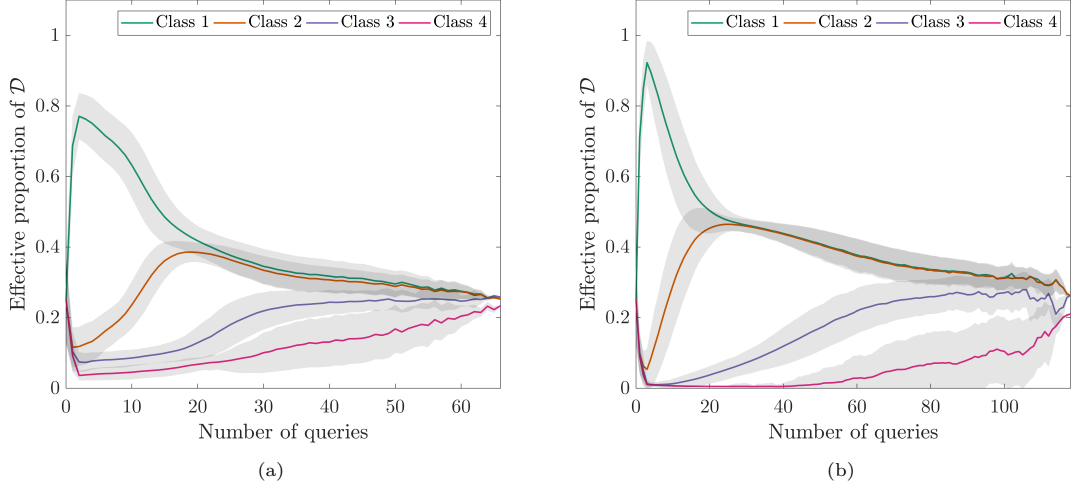 Class 1 Class 2 Class 3 Class 4
1
0.8
0.6
0.4
0.2
0
Effective proportion of 𝒟
0 10 20 30 40 50 60
Number of queries
(a)
Class 1 Class 2 Class 3 Class 4
1
0.8
0.6
0.4
0.2
0
Effective proportion of 𝒟
0 20 40 60 80 100
Number of queries
(b)